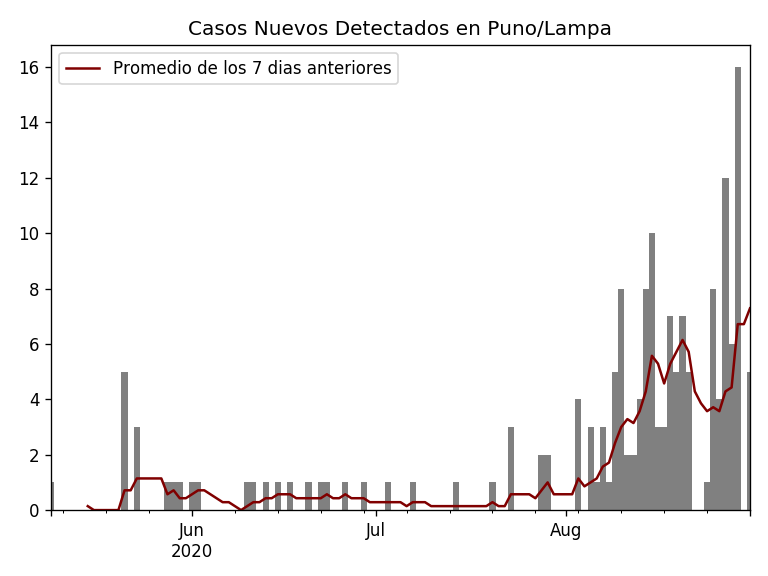 Casos Nuevos Detectados en Puno/Lampa
Promedio de los 7 dias anteriores
16
14
12
10
8
6
4
2
0
Jun
2020
Jul
Aug